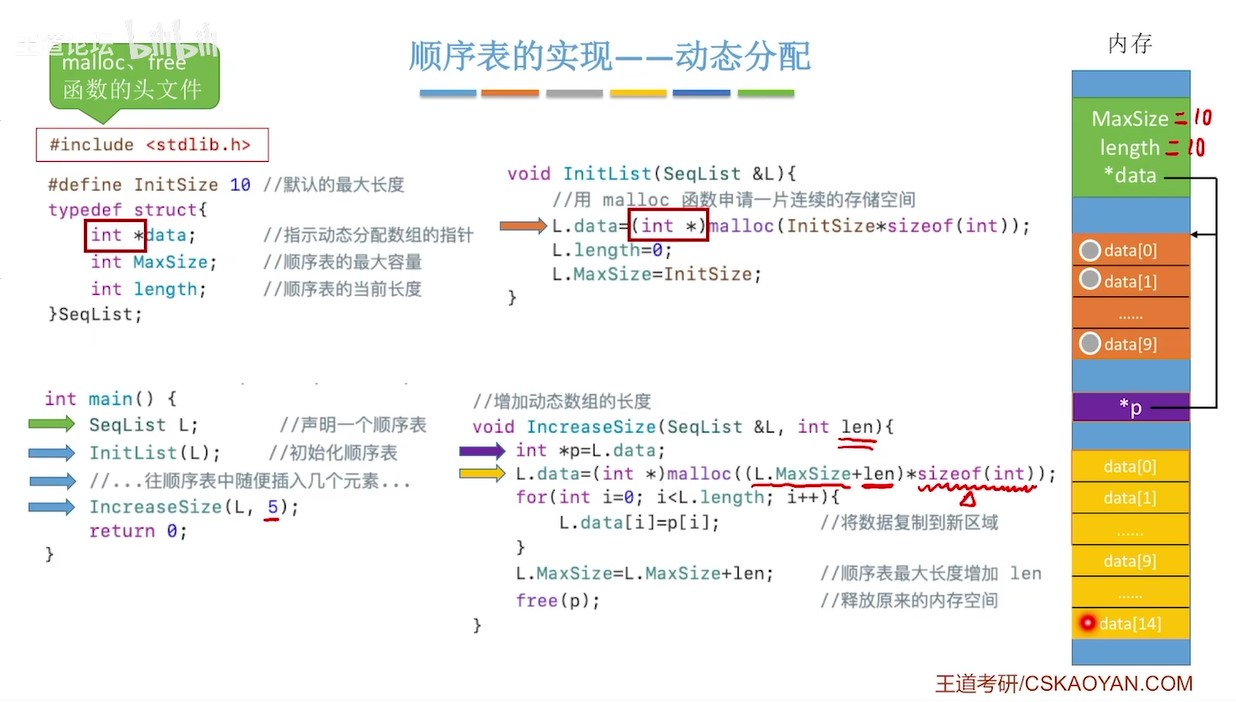 王道论坛 bilibili
malloc、free
函数的头文件
顺序表的实现——动态分配
#include <stdlib.h>
#define InitSize 10 //默认的最大长度
typedef struct{
int *data; //指示动态分配数组的指针
int MaxSize; //顺序表的最大容量
int length; //顺序表的当前长度
}SeqList;
void InitList(SeqList &L){
//用 malloc 函数申请一片连续的存储空间
L.data=(int *)malloc(InitSize*sizeof(int));
L.length=0;
L.MaxSize=InitSize;
}
int main() {
SeqList L; //声明一个顺序表
InitList(L); //初始化顺序表
//...往顺序表中随便插入几个元素...
IncreaseSize(L, 5);
return 0;
}
//增加动态数组的长度
void IncreaseSize(SeqList &L, int len){
int *p=L.data;
L.data=(int *)malloc((L.MaxSize+len)*sizeof(int));
for(int i=0; i<L.length; i++){
L.data[i]=p[i]; //将数据复制到新区域
}
L.MaxSize=L.MaxSize+len; //顺序表最大长度增加 len
free(p); //释放原来的内存空间
}
内存
MaxSize =10
length =10
*data
data[0]
data[1]
......
data[9]
*p
data[0]
data[1]
......
data[9]
......
data[14]
王道考研/CSKAOYAN.COM